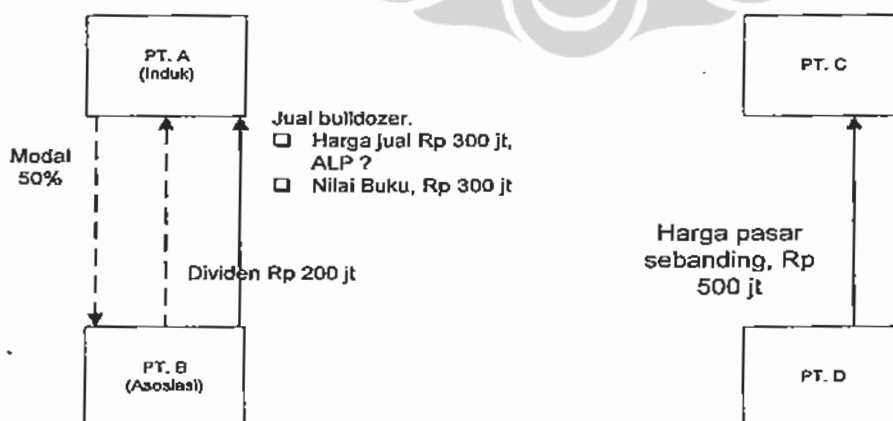 PT. A
(Induk)
PT. C
Jual bulldozer.
□ Harga jual Rp 300 jt,
ALP ?
□ Nilai Buku, Rp 300 jt
Modal
50%
Harga pasar
sebanding, Rp
500 jt
Dividen Rp 200 jt
PT. B
(Asosiasi)
PT. D